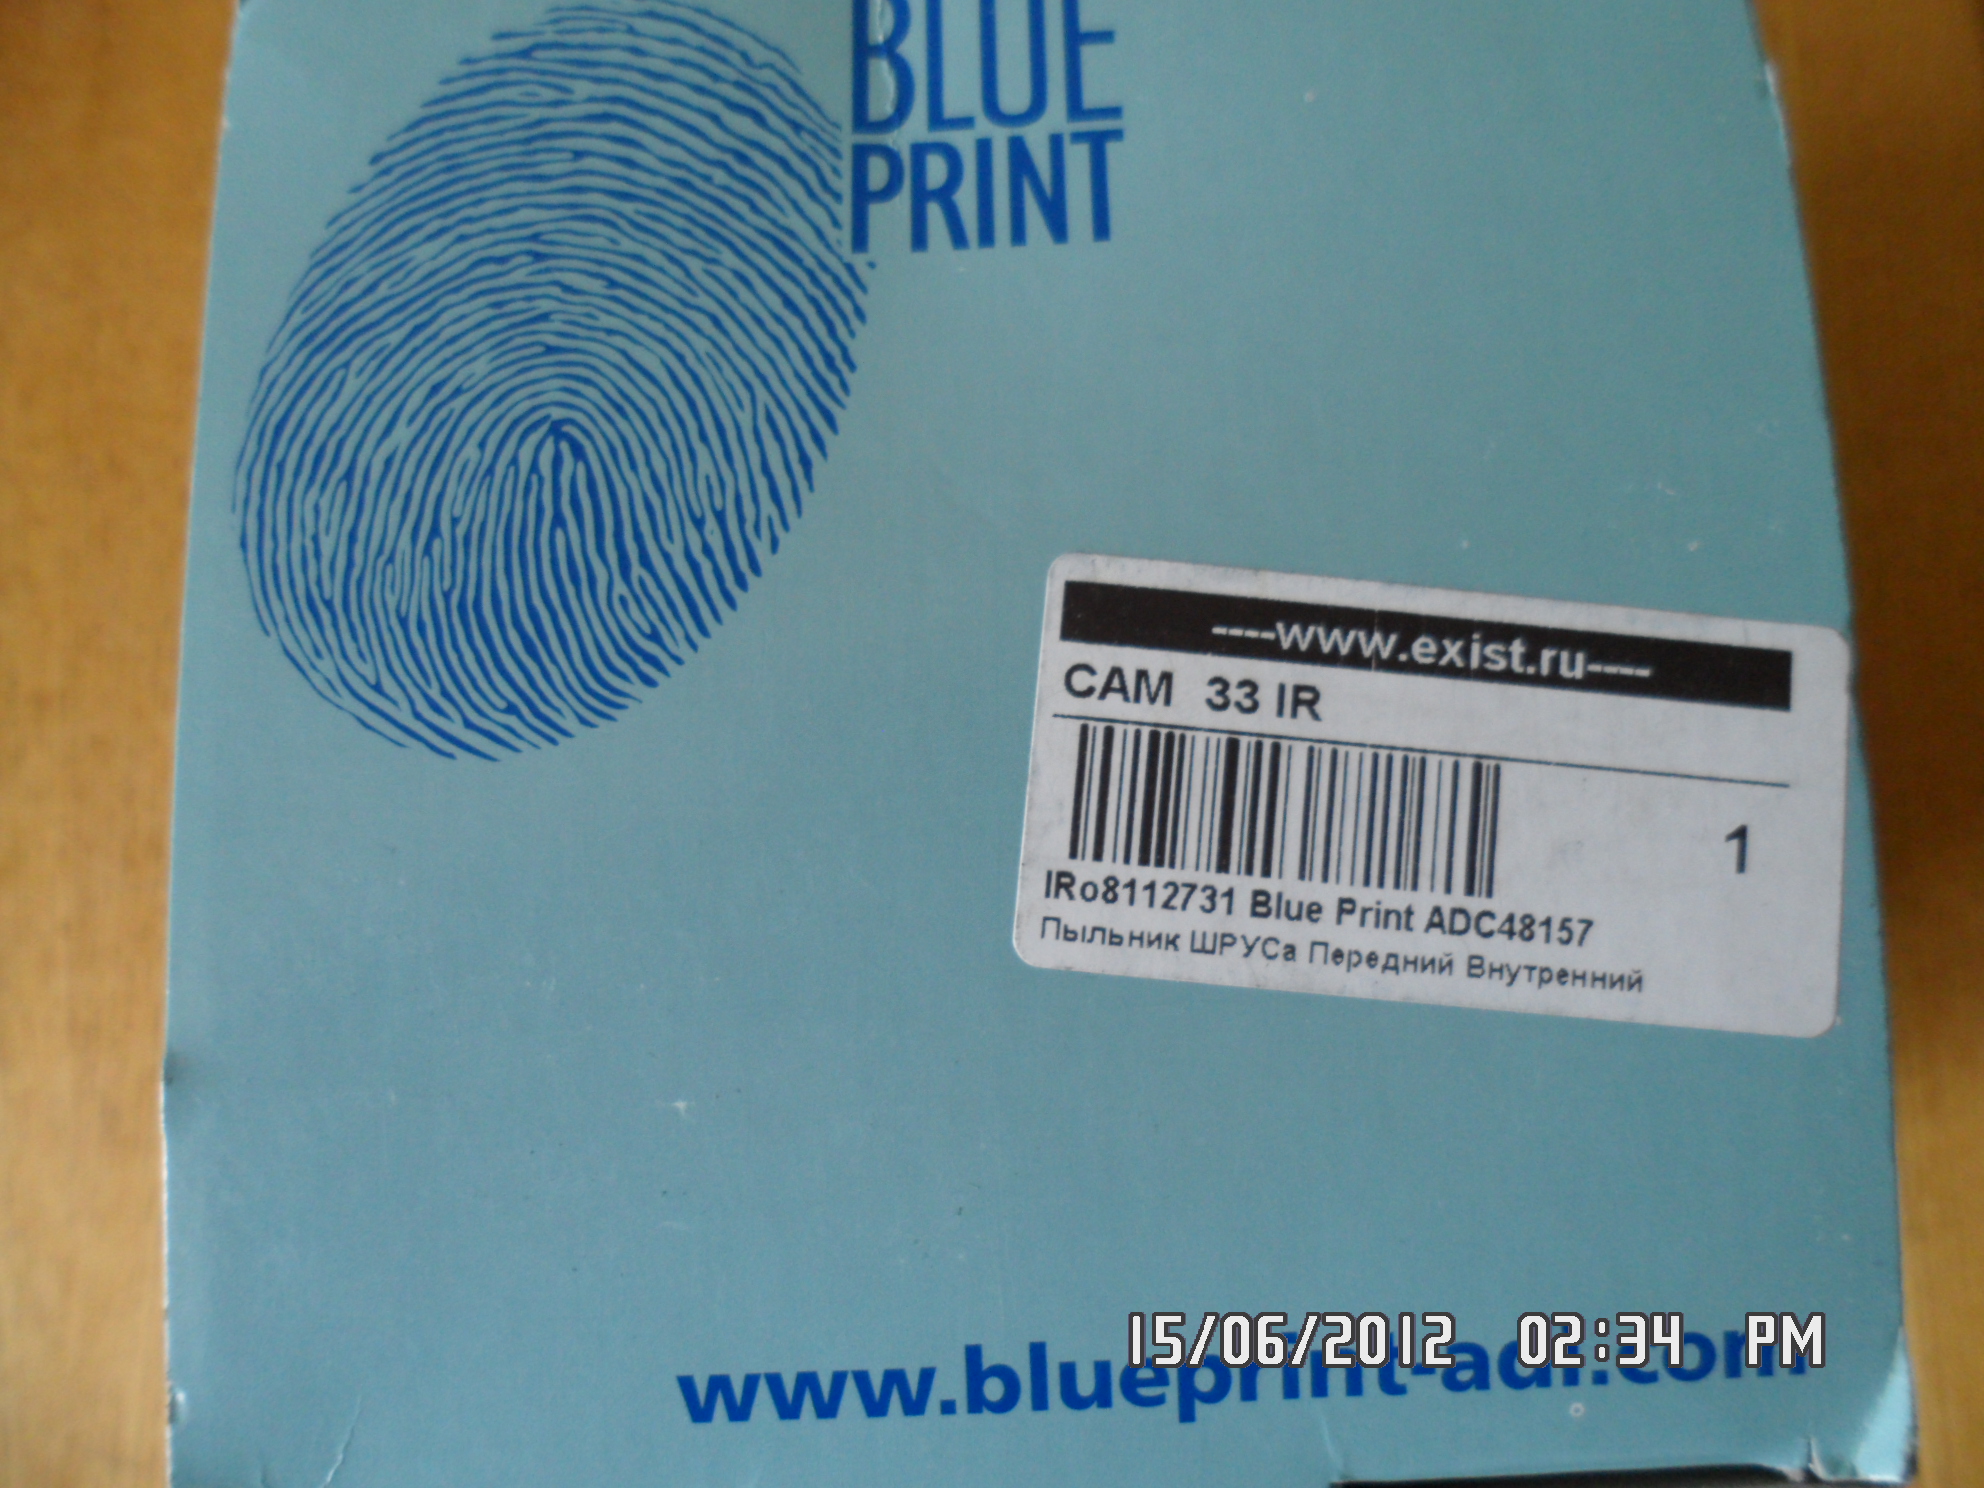 BLUE
PRINT
----www.exist.ru----
CAM 33 IR
1
IRo8112731 Blue Print ADC48157
Пыльник ШРУСа Передний Внутренний
15/06/2012 02:34 PM
www.blueprint-adl.com